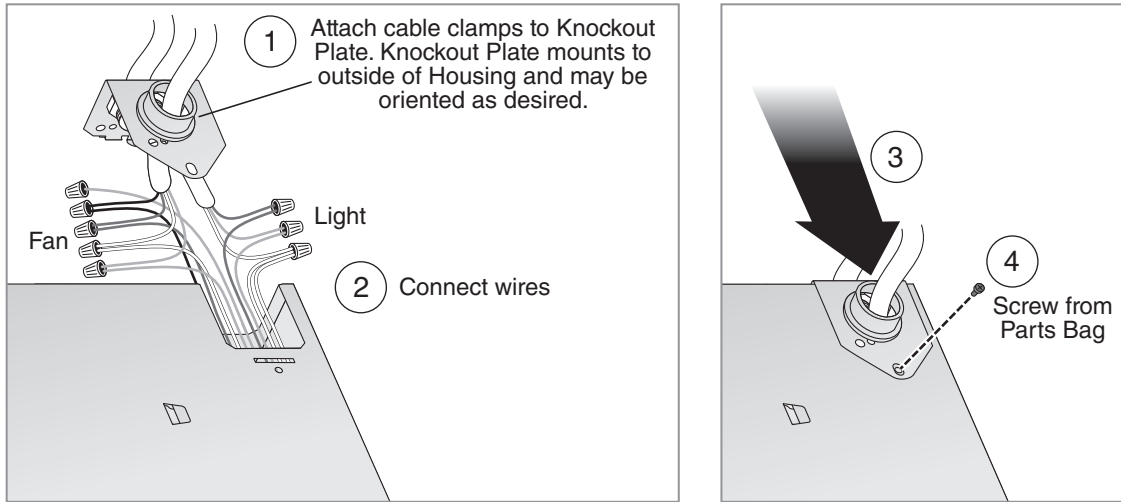 1
Attach cable clamps to Knockout
Plate. Knockout Plate mounts to
outside of Housing and may be
oriented as desired.
Fan
Light
2
Connect wires
3
4
Screw from
Parts Bag